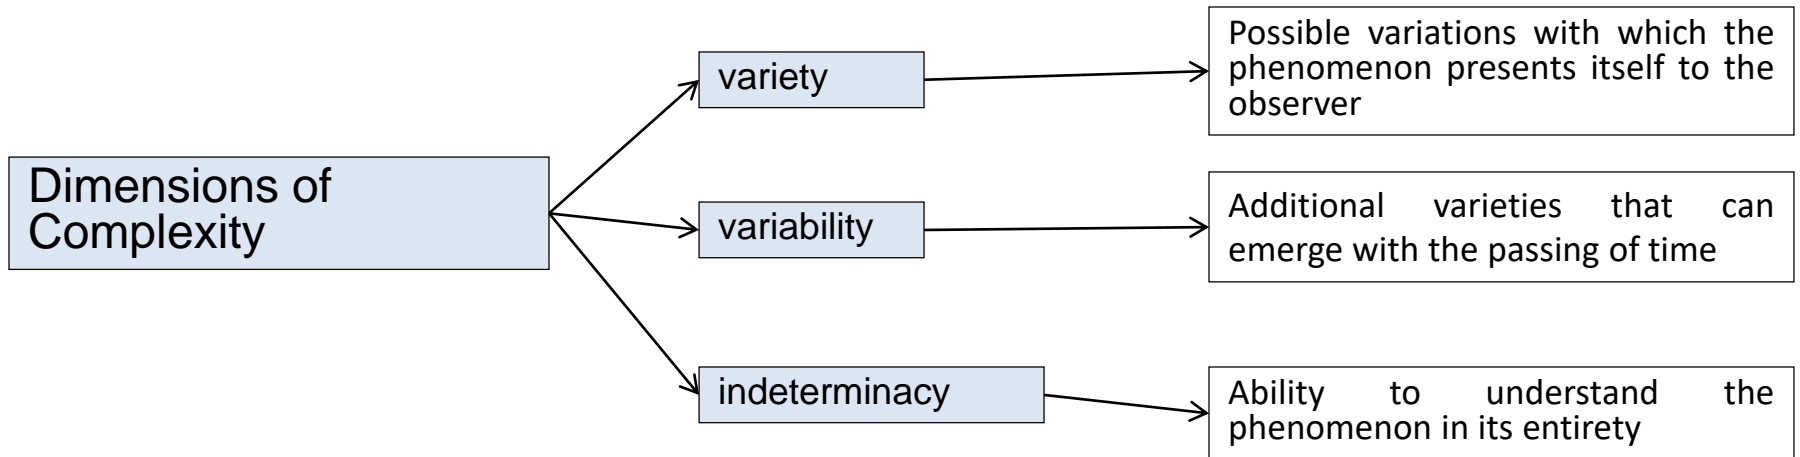 Dimensions of
Complexity
variety
Possible variations with which the
phenomenon presents itself to the
observer
variability
Additional varieties that can
emerge with the passing of time
indeterminacy
Ability to understand the
phenomenon in its entirety